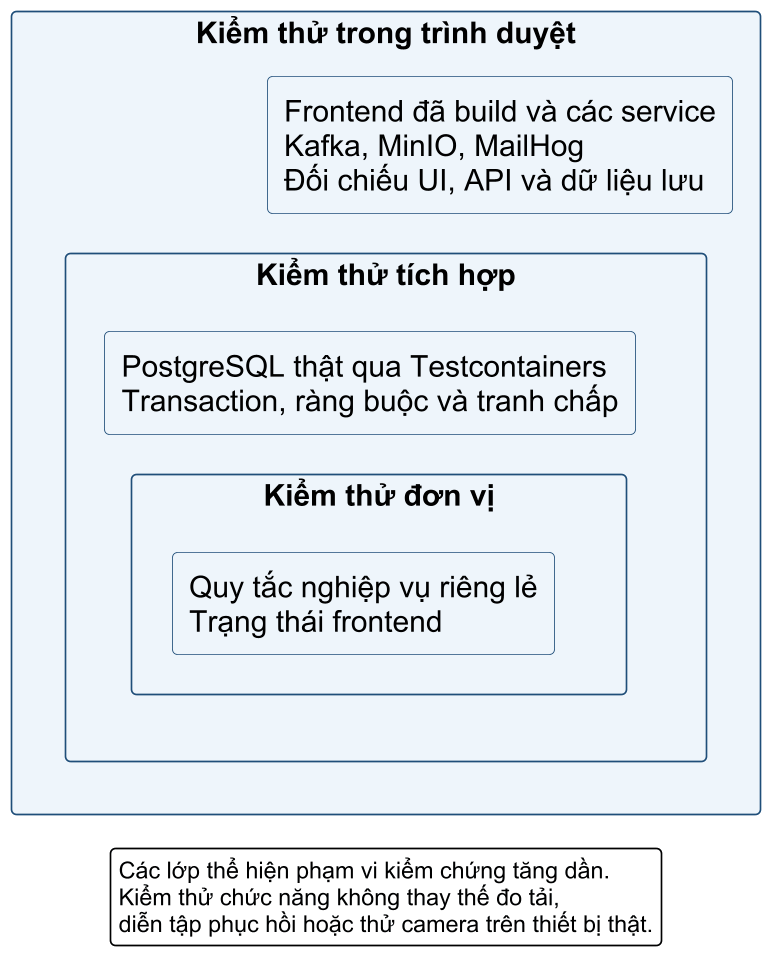 Kiểm thử trong trình duyệt
Frontend đã build và các service
Kafka, MinIO, MailHog
Đối chiếu UI, API và dữ liệu lưu
Kiểm thử tích hợp
PostgreSQL thật qua Testcontainers
Transaction, ràng buộc và tranh chấp
Kiểm thử đơn vị
Quy tắc nghiệp vụ riêng lẻ
Trạng thái frontend
Các lớp thể hiện phạm vi kiểm chứng tăng dần.
Kiểm thử chức năng không thay thế đo tải,
diễn tập phục hồi hoặc thử camera trên thiết bị thật.